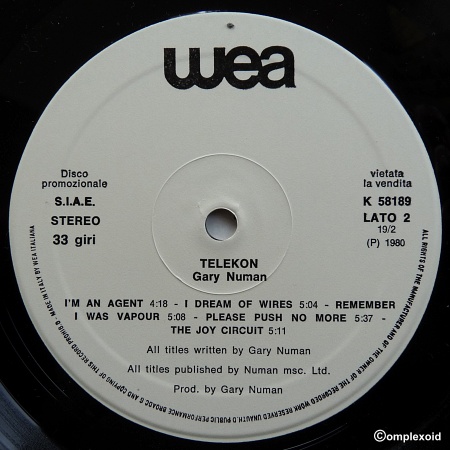 wea
Disco
promozionale
S.I.A.E.
STEREO
33 giri
vietata
la vendita
K 58189
LATO 2
19/2
(P) 1980
TELEKON
Gary Numan
I'M AN AGENT 4:18 - I DREAM OF WIRES 5:04 - REMEMBER
I WAS VAPOUR 5:08 - PLEASE PUSH NO MORE 5:37 -
THE JOY CIRCUIT 5:11
All titles written by Gary Numan
All titles published by Numan msc. Ltd.
Prod. by Gary Numan
ALL RIGHTS OF THE MANUFACTURER AND OF THE OWNER OF THE RECORDED WORK RESERVED UNAUTH.D PUBLIC PERFORMANCE BROADC G AND COPYING OF THIS RECORD PROHIB.D MADE IN ITALY BY WEA ITALIANA
©omplexoid